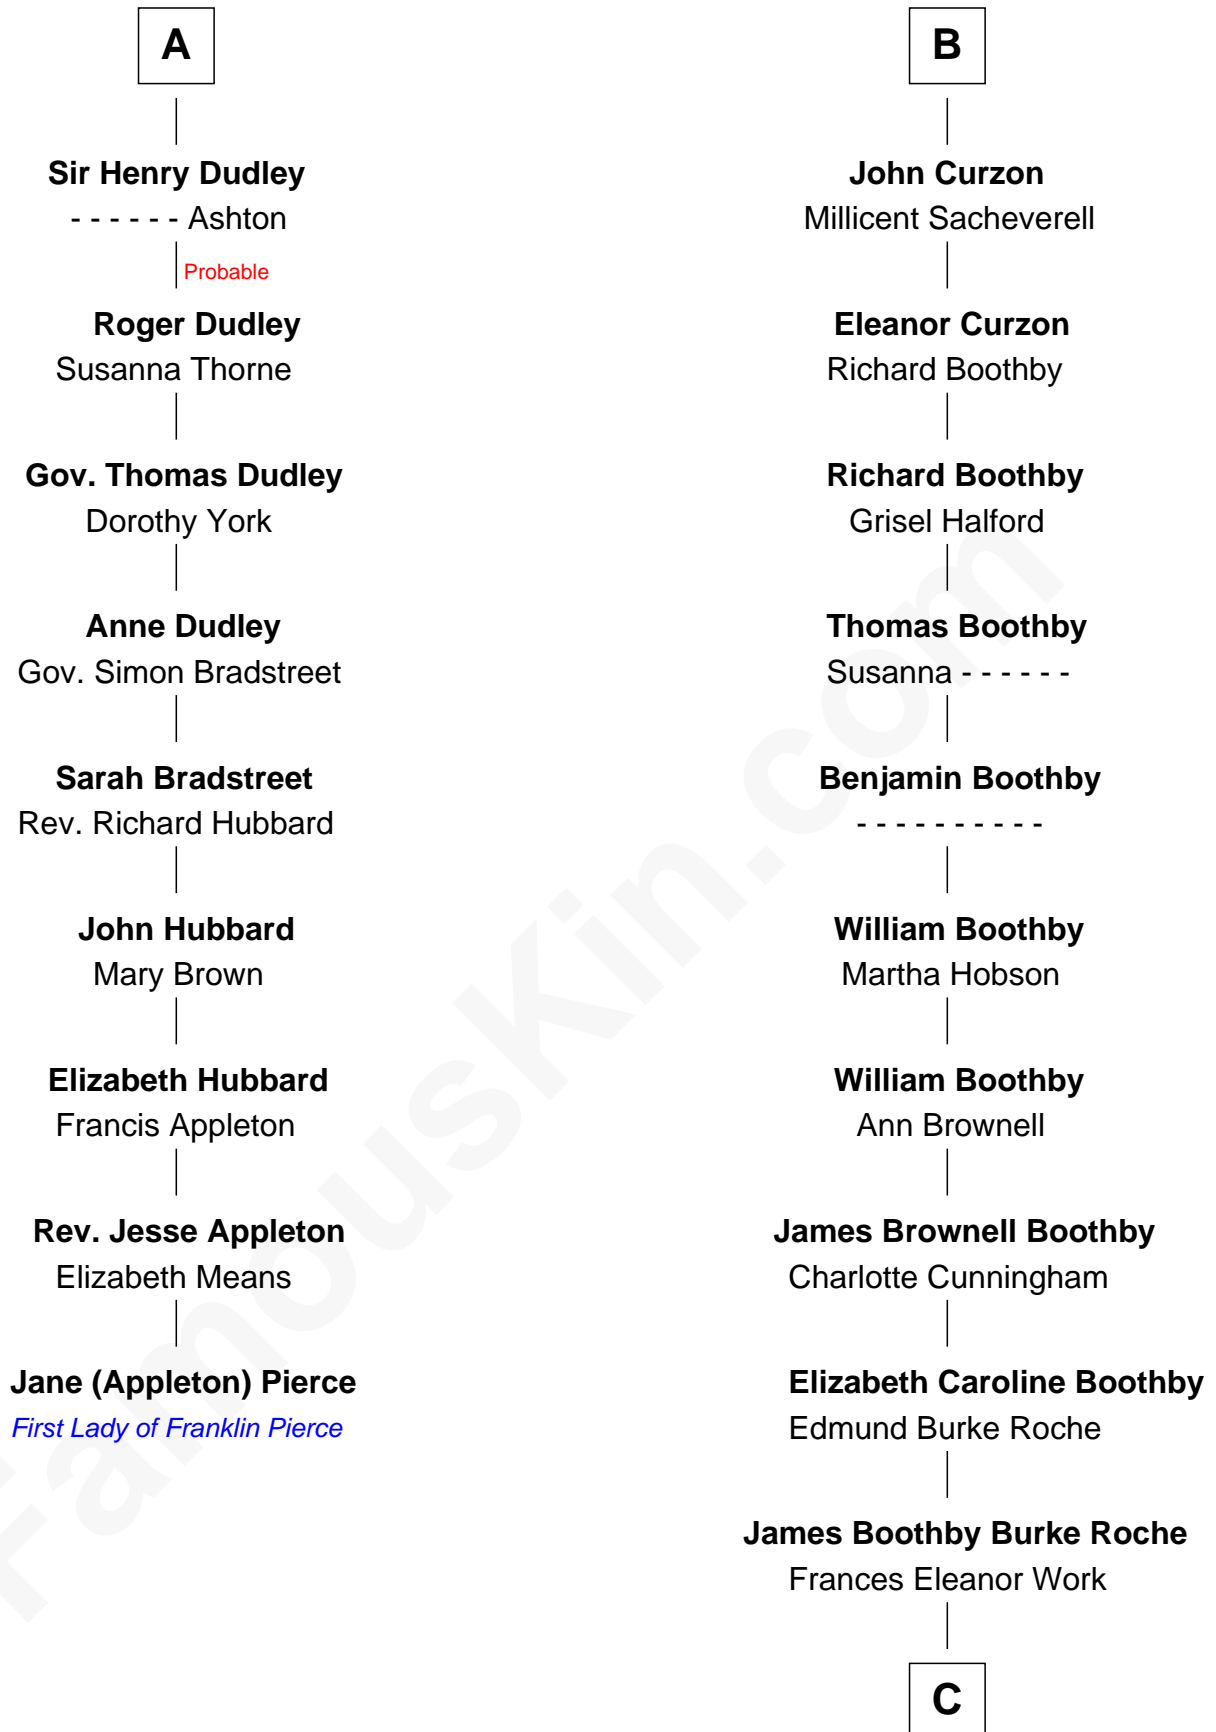 A
Sir Henry Dudley
- - - - - - Ashton
Probable
Roger Dudley
Susanna Thorne
Gov. Thomas Dudley
Dorothy York
Anne Dudley
Gov. Simon Bradstreet
Sarah Bradstreet
Rev. Richard Hubbard
John Hubbard
Mary Brown
Elizabeth Hubbard
Francis Appleton
Rev. Jesse Appleton
Elizabeth Means
Jane (Appleton) Pierce
First Lady of Franklin Pierce
B
John Curzon
Millicent Sacheverell
Eleanor Curzon
Richard Boothby
Richard Boothby
Grisel Halford
Thomas Boothby
Susanna - - - - - -
Benjamin Boothby
- - - - - - - - - -
William Boothby
Martha Hobson
William Boothby
Ann Brownell
James Brownell Boothby
Charlotte Cunningham
Elizabeth Caroline Boothby
Edmund Burke Roche
James Boothby Burke Roche
Frances Eleanor Work
C
FamousKin.com